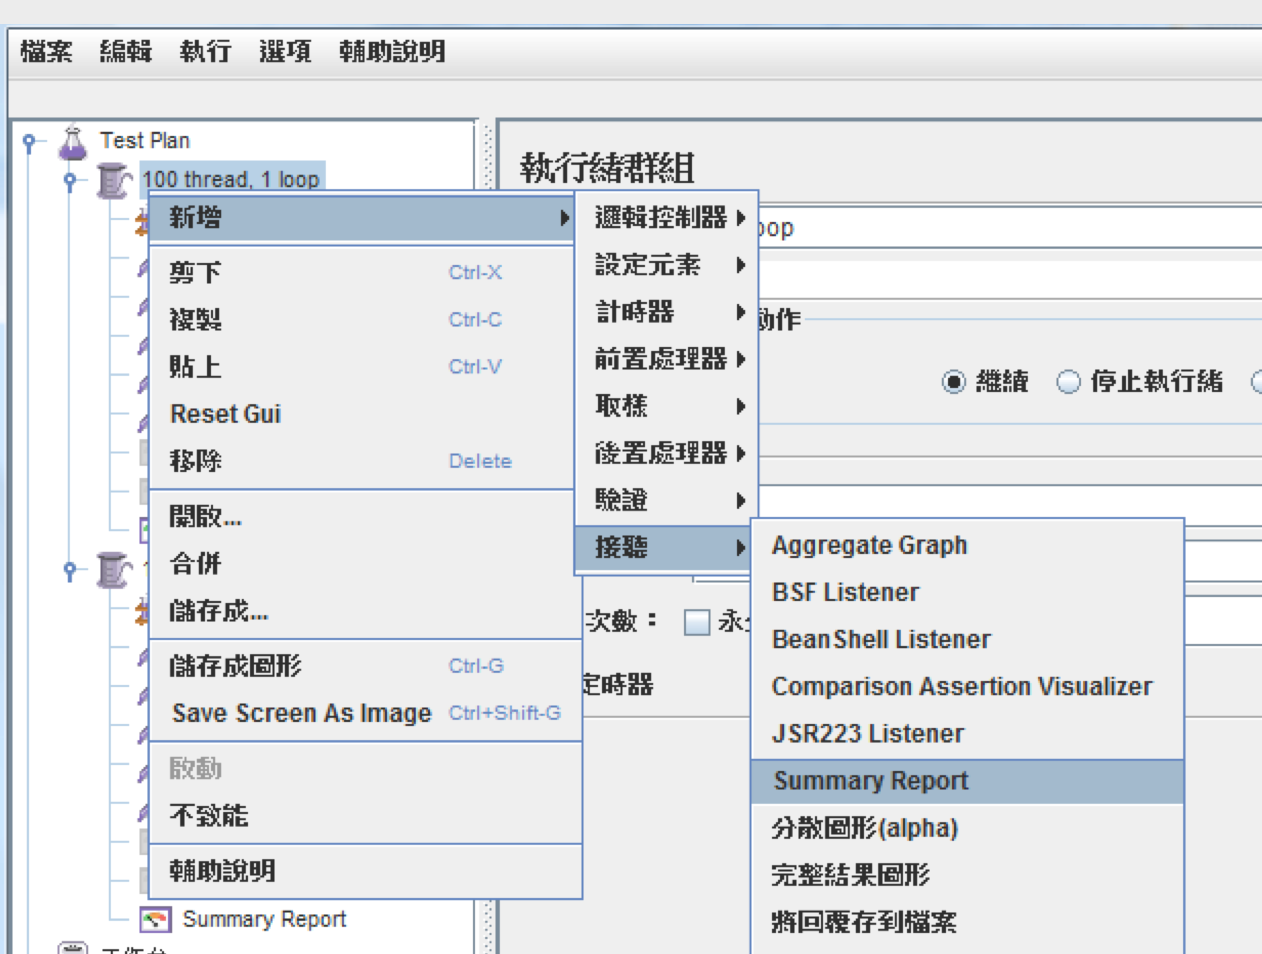 檔案 編輯 執行 選項 輔助說明
Test Plan
100 thread, 1 loop
執行緒群組
新增
剪下 Ctrl-X
複製 Ctrl-C
貼上 Ctrl-V
Reset Gui
移除 Delete
開啟...
合併
儲存成...
儲存成圖形 Ctrl-G
Save Screen As Image Ctrl+Shift-G
啟動
不致能
輔助說明
Summary Report
邏輯控制器
設定元素
計時器
前置處理器
取樣
後置處理器
驗證
接聽
oop
動作
繼續 停止執行緒
次數：
定時器
Aggregate Graph
BSF Listener
BeanShell Listener
Comparison Assertion Visualizer
JSR223 Listener
Summary Report
分散圖形(alpha)
完整結果圖形
將回覆存到檔案